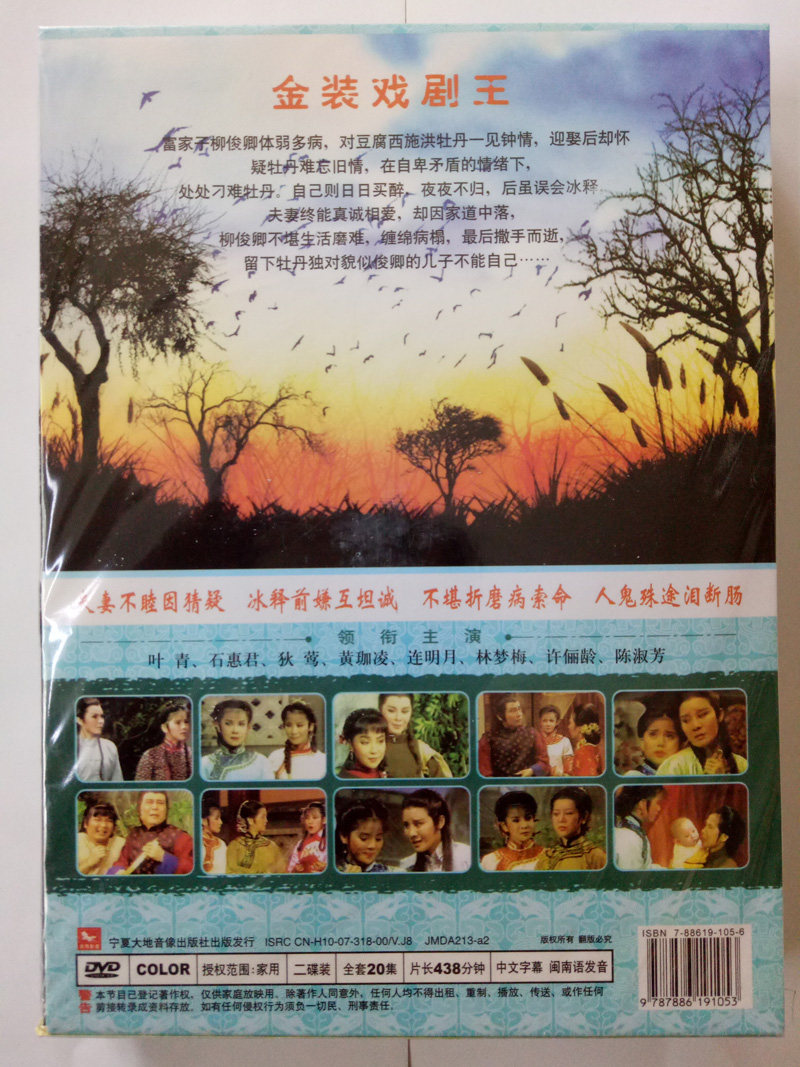 金装戏剧王
富家子柳俊卿体弱多病，对豆腐西施洪牡丹一见钟情，迎娶后却怀
疑牡丹难忘旧情，在自卑矛盾的情绪下，
处处刁难牡丹。自己则日日买醉，夜夜不归，后虽误会冰释，
夫妻终能真诚相爱，却因家道中落，
柳俊卿不堪生活磨难，缠绵病榻，最后撒手而逝，
留下牡丹独对貌似俊卿的儿子不能自己……
夫妻不睦因猜疑 冰释前嫌互坦诚 不堪折磨病索命 人鬼殊途泪断肠
领衔主演
叶青、石惠君、狄莺、黄珈凌、连明月、林梦梅、许俪龄、陈淑芳
宁夏大地音像出版社出版发行 ISRC CN-H10-07-318-00/V.J8 JMDA213-a2 版权所有 翻版必究
ISBN 7-88619-105-6
DVD COLOR 授权范围:家用 二碟装 全套20集 片长438分钟 中文字幕 闽南语发音
9 787886 191053
警告 本节目已登记著作权，仅供家庭放映用。除著作人同意外，任何人均不得出租、重制、播放、传送、或作任何
剪接转录成资料存放。如有任何侵权行为须负一切民、刑事责任。